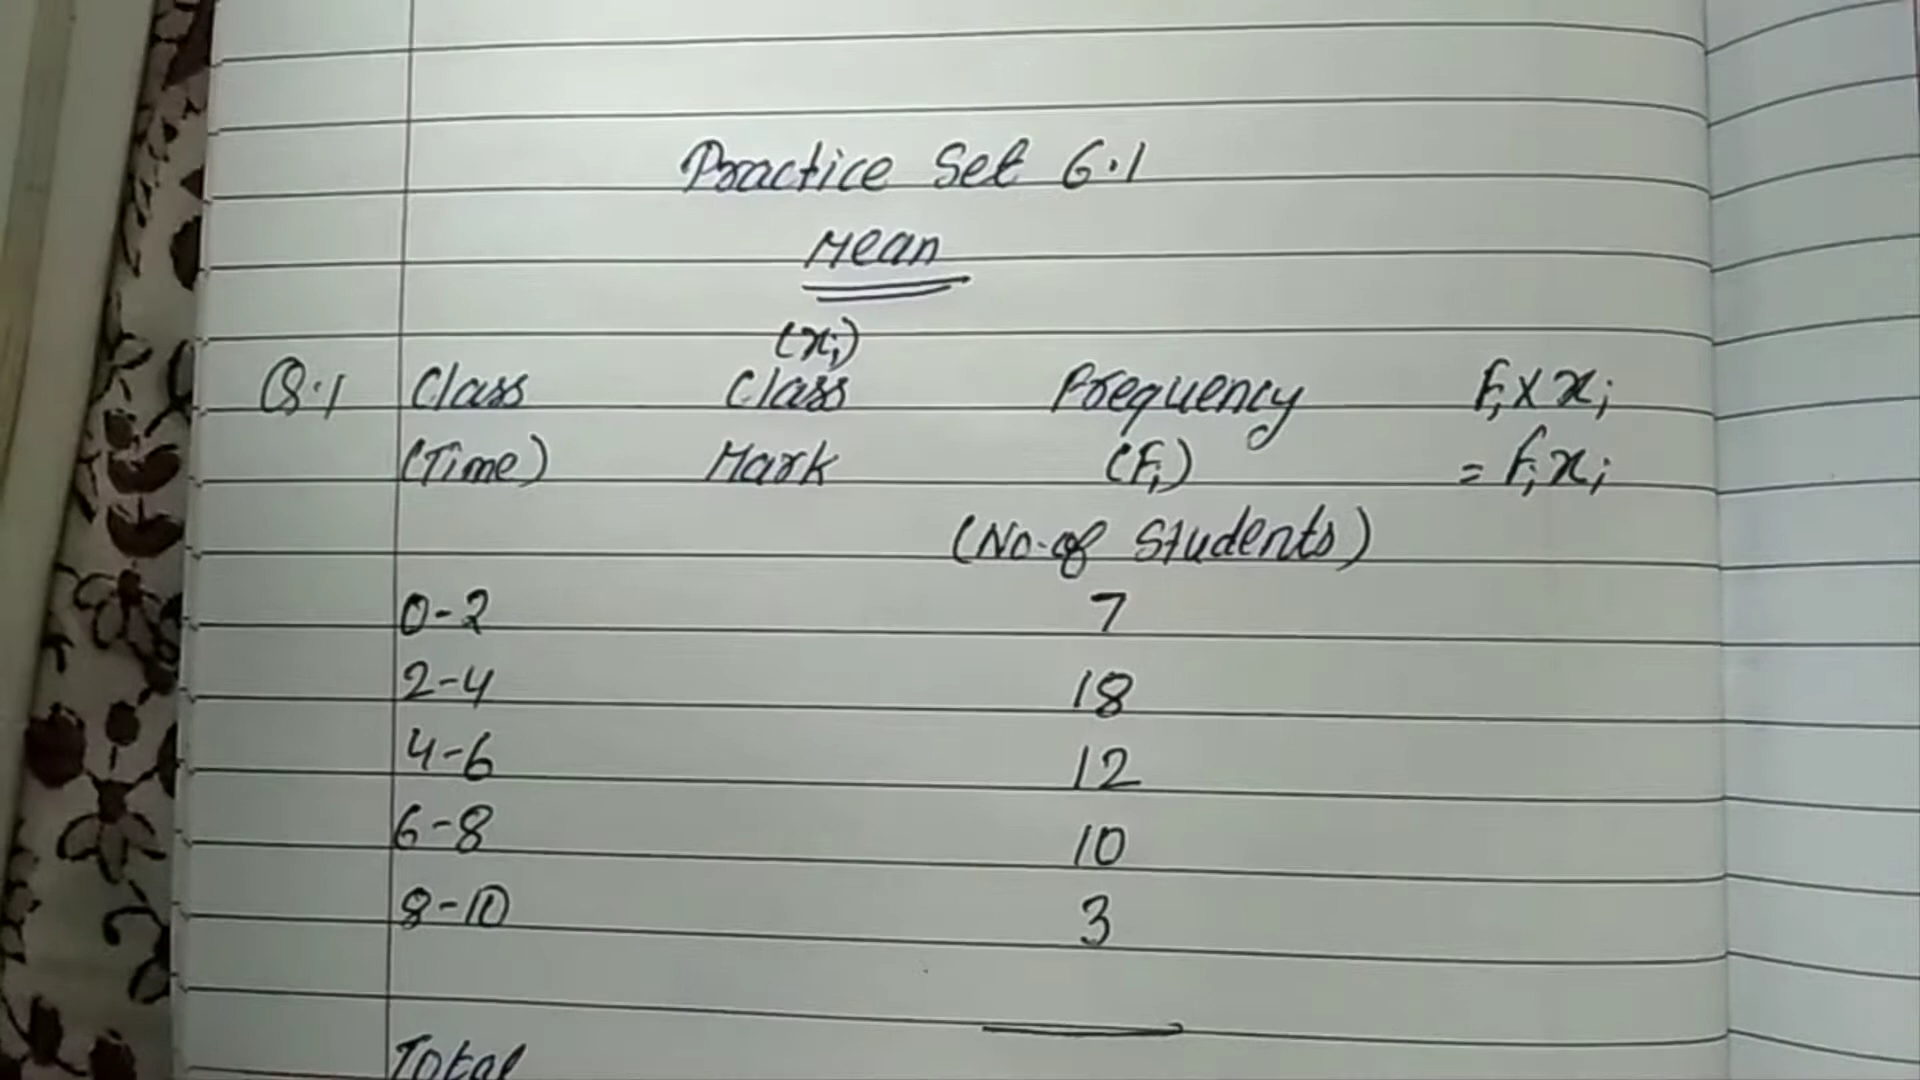 Practice Set 6.1
Mean
(xi)
Q.1 Class Class Frequency Fi×xi
(Time) Mark (Fi) = fixi
(No. of Students)
0-2 7
2-4 18
4-6 12
6-8 10
8-10 3
Total